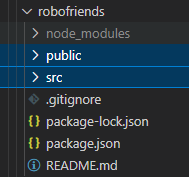 robofriends
node_modules
public
src
.gitignore
package-lock.json
package.json
README.md